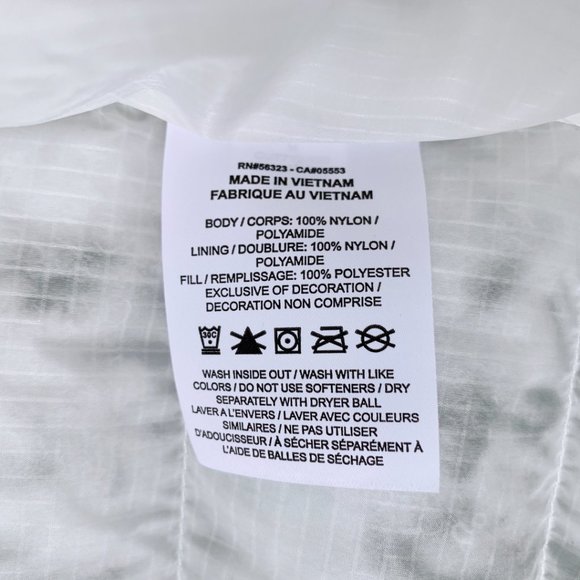 RN#56323 - CA#05553
MADE IN VIETNAM
FABRIQUE AU VIETNAM
BODY / CORPS: 100% NYLON /
POLYAMIDE
LINING / DOUBLURE: 100% NYLON /
POLYAMIDE
FILL / REMPLISSAGE: 100% POLYESTER
EXCLUSIVE OF DECORATION /
DECORATION NON COMPRISE
30C
WASH INSIDE OUT / WASH WITH LIKE
COLORS / DO NOT USE SOFTENERS / DRY
SEPARATELY WITH DRYER BALL
LAVER A L'ENVERS / LAVER AVEC COULEURS
SIMILAIRES / NE PAS UTILISER
D'ADOUCISSEUR / À SÉCHER SÉPARÉMENT À
L'AIDE DE BALLES DE SÉCHAGE